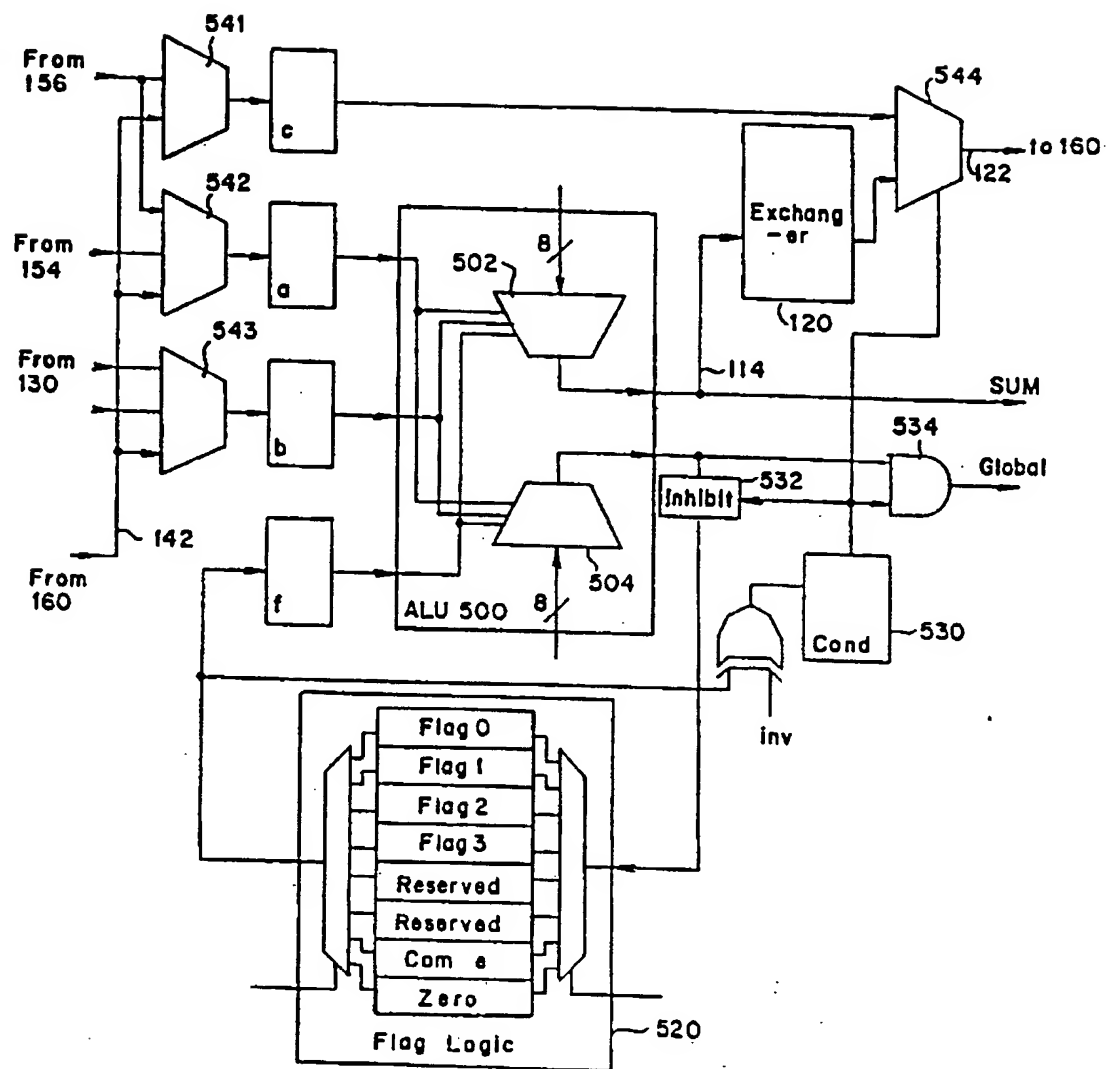 541
From
156
c
544
to 160
122
542
Exchang
-er
8
502
From
154
a
120
543
114
From
130
SUM
b
534
532
Global
Inhibit
142
From
160
f
504
8
ALU 500
530
Cond
inv
Flag 0
Flag 1
Flag 2
Flag 3
Reserved
Reserved
Com e
Zero
520
Flag Logic